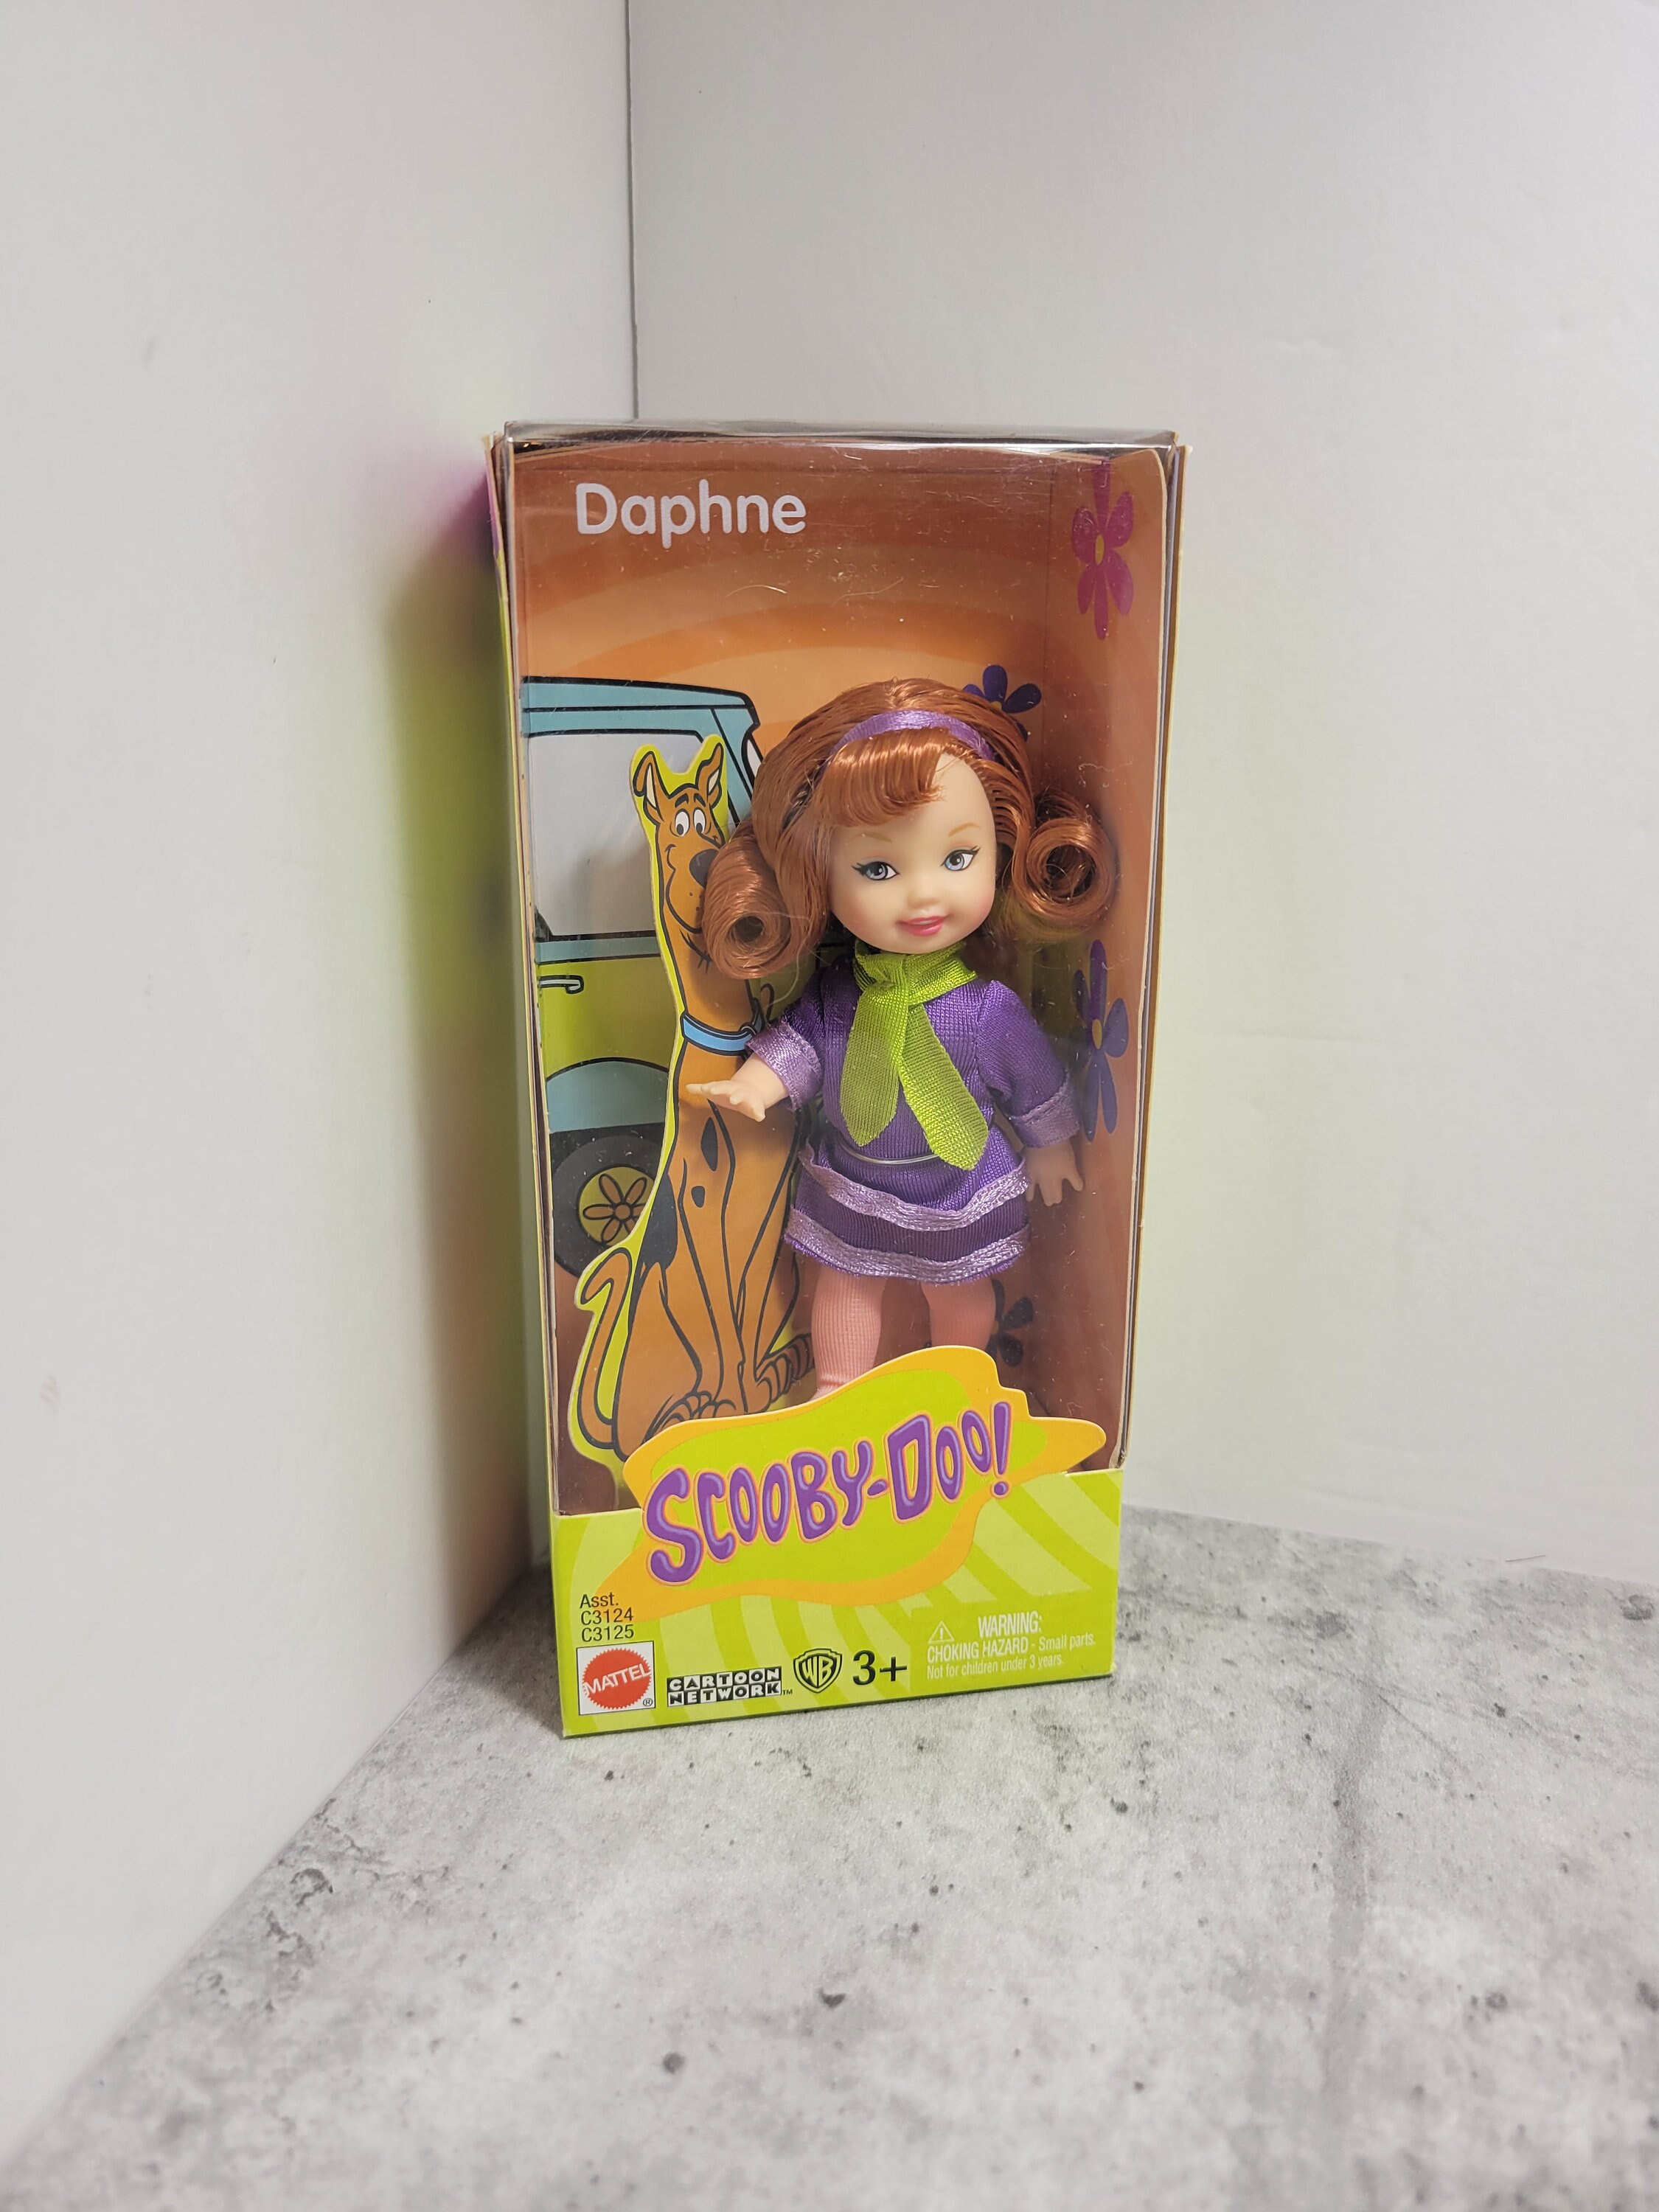 Daphne
SCOOBY-DOO!
Asst.
C3124
C3125
MATTEL
®
CARTOON
NETWORK™
WB
3+
WARNING:
CHOKING HAZARD - Small parts.
Not for children under 3 years.